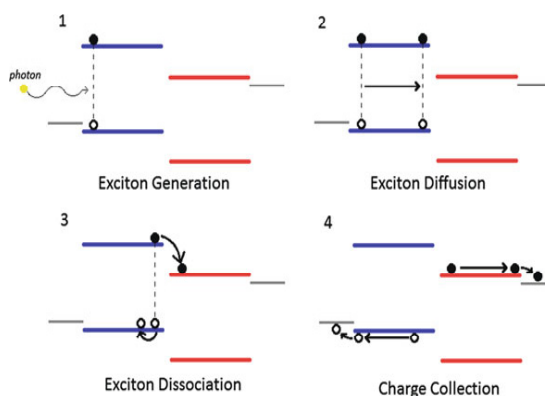 1
photon
Exciton Generation
2
Exciton Diffusion
3
Exciton Dissociation
4
Charge Collection